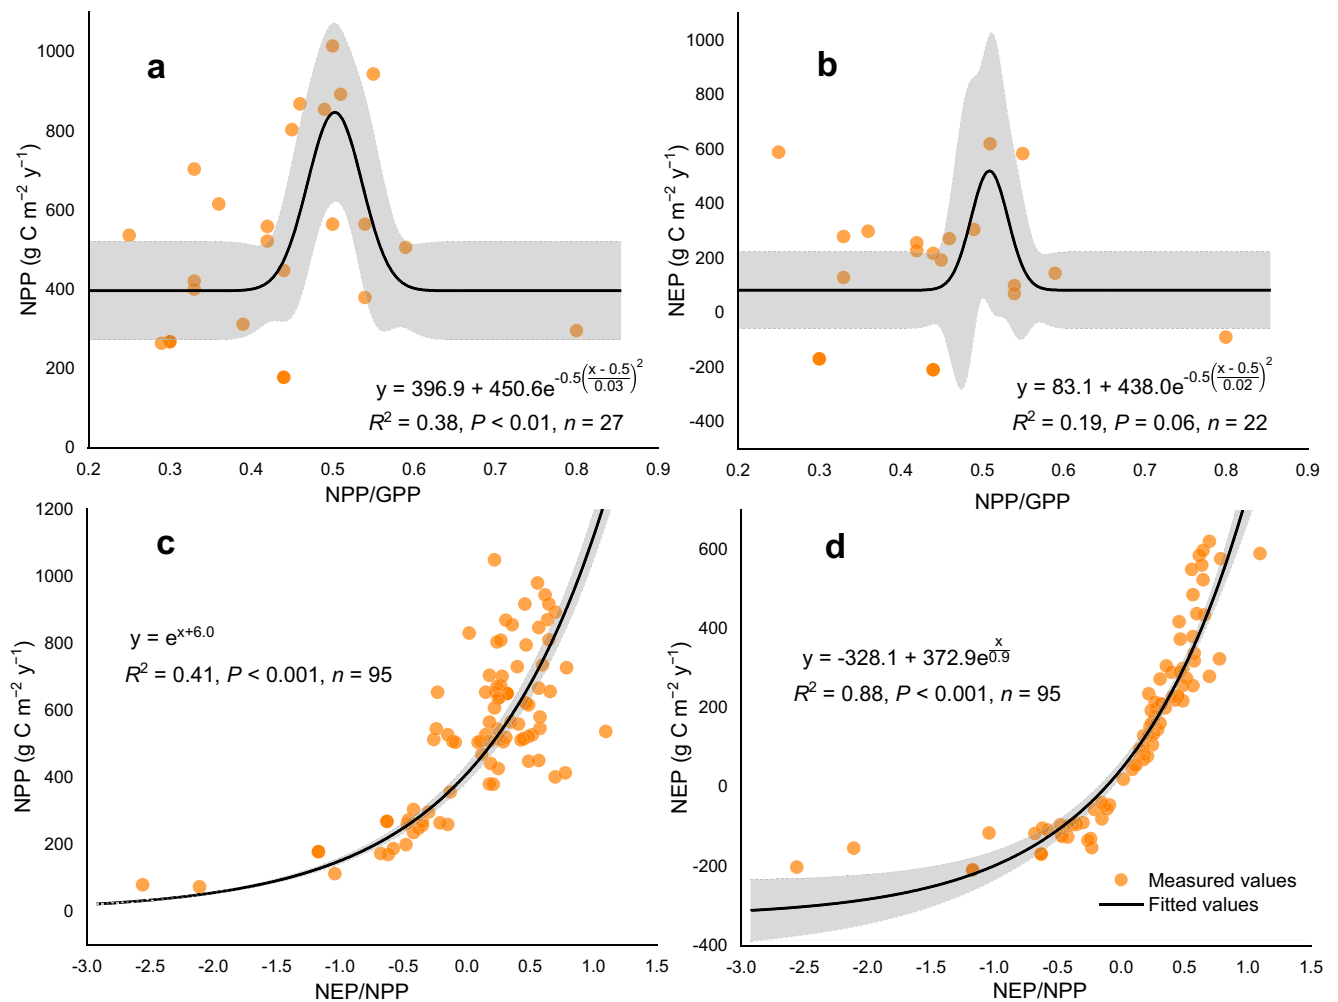 a
NPP (g C m⁻² y⁻¹)
1000
800
600
400
200
0
y = 396.9 + 450.6e^-0.5((x - 0.5)/0.03)^2
R² = 0.38, P < 0.01, n = 27
0.2 0.3 0.4 0.5 0.6 0.7 0.8 0.9
NPP/GPP
b
NEP (g C m⁻² y⁻¹)
1000
800
600
400
200
0
-200
-400
y = 83.1 + 438.0e^-0.5((x - 0.5)/0.02)^2
R² = 0.19, P = 0.06, n = 22
0.2 0.3 0.4 0.5 0.6 0.7 0.8 0.9
NPP/GPP
c
NPP (g C m⁻² y⁻¹)
1200
1000
800
600
400
200
0
y = e^x+6.0
R² = 0.41, P < 0.001, n = 95
-3.0 -2.5 -2.0 -1.5 -1.0 -0.5 0.0 0.5 1.0 1.5
NEP/NPP
d
NEP (g C m⁻² y⁻¹)
600
400
200
0
-200
-400
y = -328.1 + 372.9e^x/0.9
R² = 0.88, P < 0.001, n = 95
Measured values
Fitted values
-3.0 -2.5 -2.0 -1.5 -1.0 -0.5 0.0 0.5 1.0 1.5
NEP/NPP